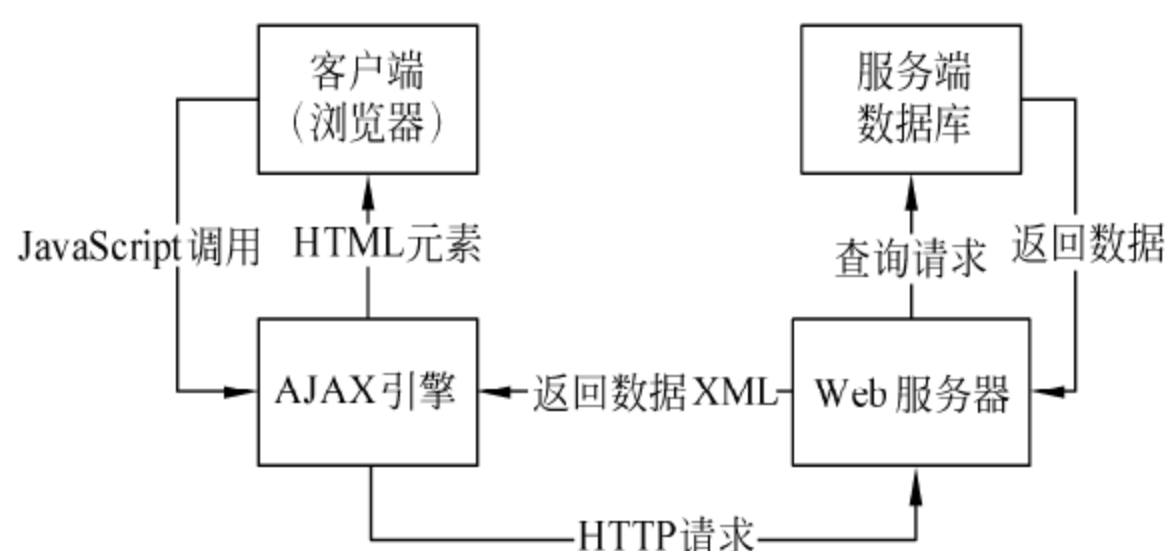 客户端
（浏览器）
服务端
数据库
JavaScript调用
HTML元素
查询请求
返回数据
AJAX引擎
返回数据XML
Web服务器
HTTP请求